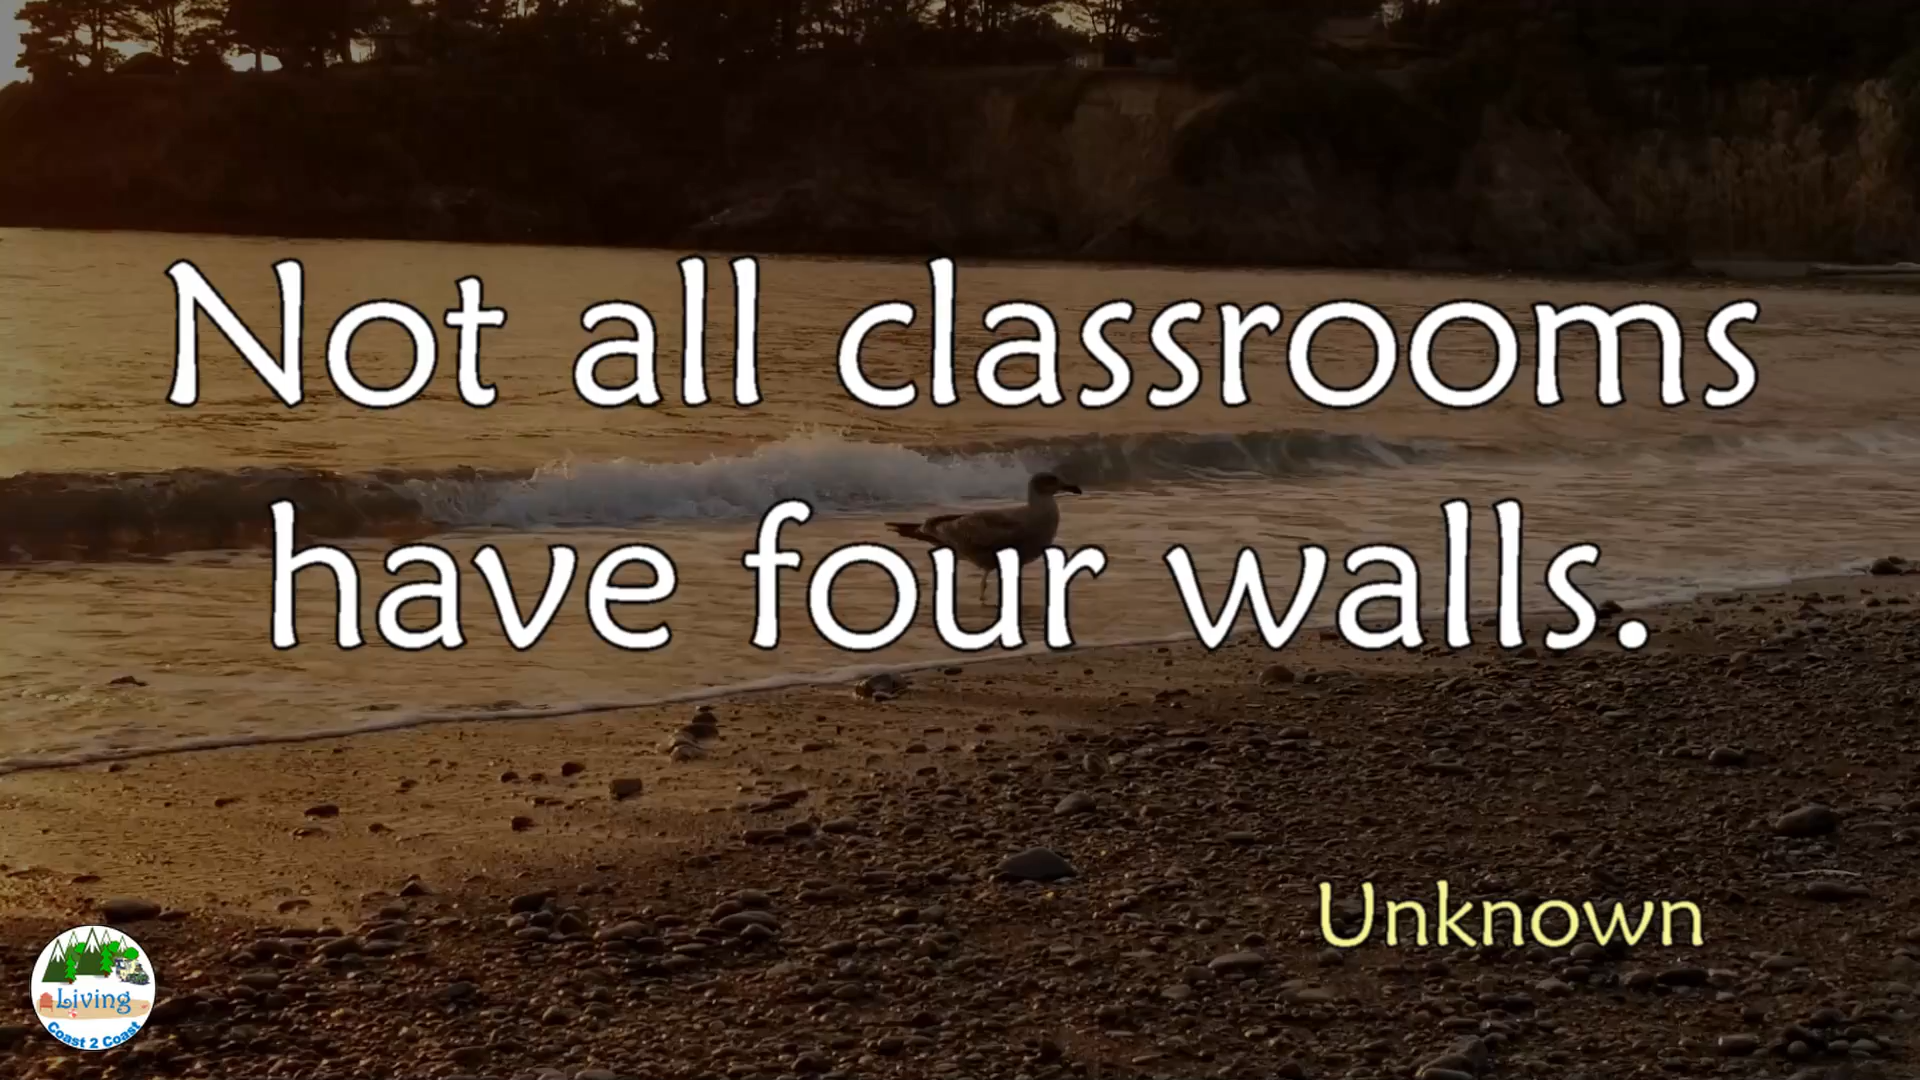 Not all classrooms
have four walls.
Unknown
Living
Coast 2 Coast